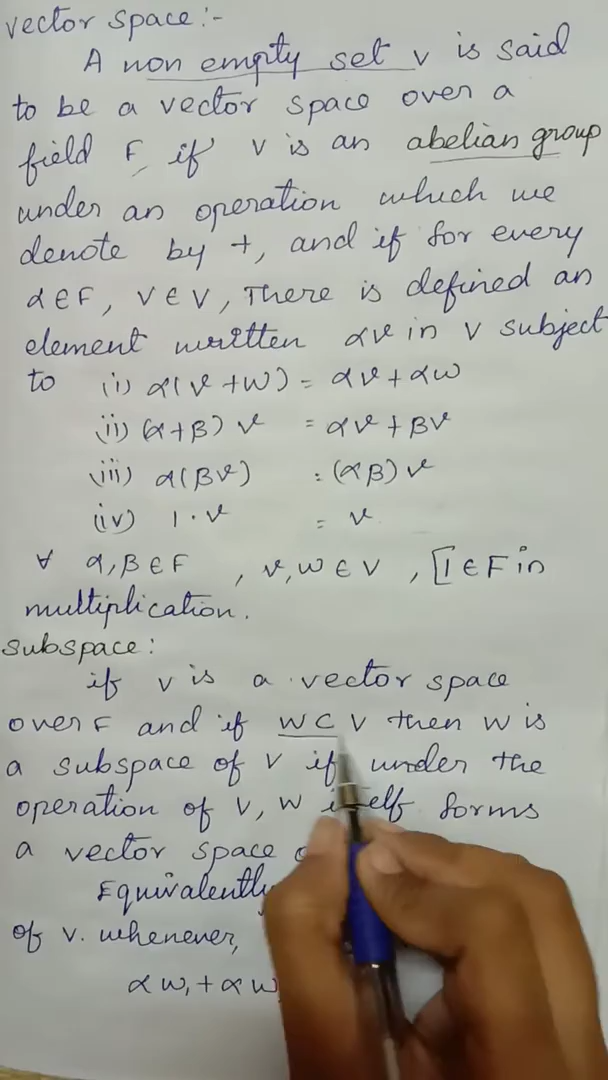 vector space:-
A non empty set V is said
to be a vector space over a
field F, if V is an abelian group
under an operation which we
denote by +, and if for every
α∈F, v∈V, There is defined an
element written αv in V subject
to (i) α(v+w) = αv+αw
(ii) (α+β)v = αv+βv
(iii) α(βv) = (αβ)v
(iv) 1·v = v
∀ α,β∈F , v,w∈V , [1∈F in
multiplication.
Subspace:
if V is a vector space
over F and if W⊂V then W is
a subspace of V if under the
operation of V, W itself forms
a vector space
Equivalently
of V. whenever,
αw₁+αw